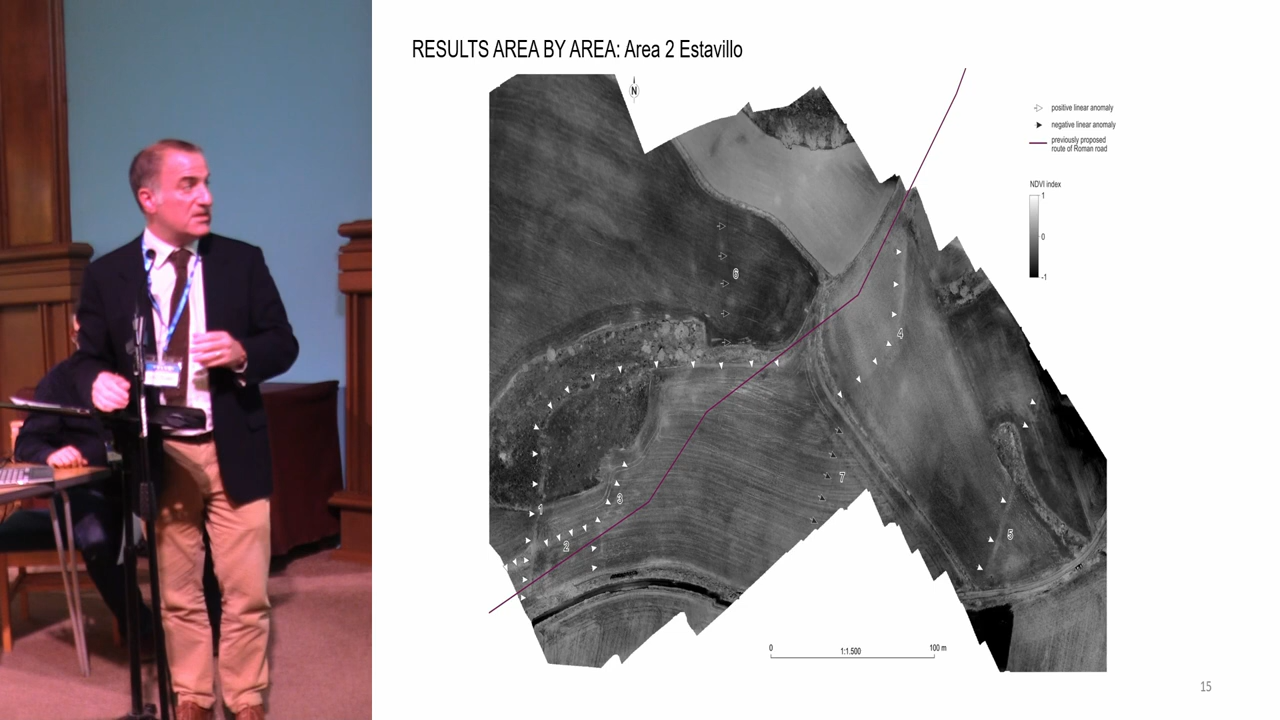 RESULTS AREA BY AREA: Area 2 Estavillo
N
positive linear anomaly
negative linear anomaly
previously proposed
route of Roman road
NDVI index
1
0
-1
6
4
7
3
1
2
5
0
1:1.500
100 m
15